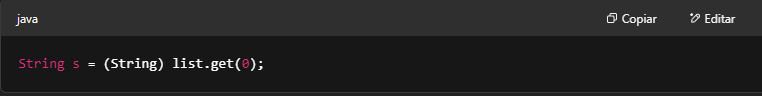 java
Copiar
Editar
String s = (String) list.get(0);